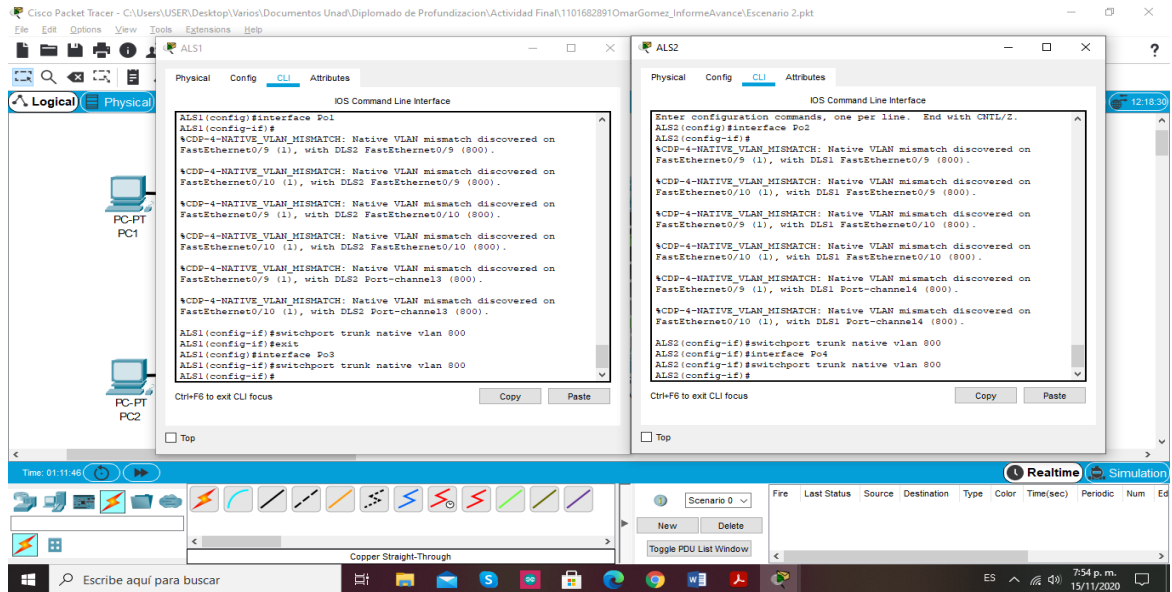 Cisco Packet Tracer - C:\Users\USER\Desktop\Varios\Documentos Unad\Diplomado de Profundizacion\Actividad Final\1101682891OmarGomez_InformeAvance\Escenario 2.pkt
File Edit Options View Tools Extensions Help
Logical Physical
12:18:30
PC-PT
PC1
PC-PT
PC2
ALS1
Physical Config CLI Attributes
IOS Command Line Interface
ALS1(config)#interface Po1
ALS1(config-if)#
%CDP-4-NATIVE_VLAN_MISMATCH: Native VLAN mismatch discovered on
FastEthernet0/9 (1), with DLS2 FastEthernet0/9 (800).
%CDP-4-NATIVE_VLAN_MISMATCH: Native VLAN mismatch discovered on
FastEthernet0/10 (1), with DLS2 FastEthernet0/9 (800).
%CDP-4-NATIVE_VLAN_MISMATCH: Native VLAN mismatch discovered on
FastEthernet0/9 (1), with DLS2 FastEthernet0/10 (800).
%CDP-4-NATIVE_VLAN_MISMATCH: Native VLAN mismatch discovered on
FastEthernet0/10 (1), with DLS2 FastEthernet0/10 (800).
%CDP-4-NATIVE_VLAN_MISMATCH: Native VLAN mismatch discovered on
FastEthernet0/9 (1), with DLS2 Port-channel3 (800).
%CDP-4-NATIVE_VLAN_MISMATCH: Native VLAN mismatch discovered on
FastEthernet0/10 (1), with DLS2 Port-channel3 (800).
ALS1(config-if)#switchport trunk native vlan 800
ALS1(config-if)#exit
ALS1(config)#interface Po3
ALS1(config-if)#switchport trunk native vlan 800
ALS1(config-if)#
Ctrl+F6 to exit CLI focus
Copy Paste
Top
ALS2
Physical Config CLI Attributes
IOS Command Line Interface
Enter configuration commands, one per line. End with CNTL/Z.
ALS2(config)#interface Po2
ALS2(config-if)#
%CDP-4-NATIVE_VLAN_MISMATCH: Native VLAN mismatch discovered on
FastEthernet0/9 (1), with DLS1 FastEthernet0/9 (800).
%CDP-4-NATIVE_VLAN_MISMATCH: Native VLAN mismatch discovered on
FastEthernet0/10 (1), with DLS1 FastEthernet0/9 (800).
%CDP-4-NATIVE_VLAN_MISMATCH: Native VLAN mismatch discovered on
FastEthernet0/9 (1), with DLS1 FastEthernet0/10 (800).
%CDP-4-NATIVE_VLAN_MISMATCH: Native VLAN mismatch discovered on
FastEthernet0/10 (1), with DLS1 FastEthernet0/10 (800).
%CDP-4-NATIVE_VLAN_MISMATCH: Native VLAN mismatch discovered on
FastEthernet0/9 (1), with DLS1 Port-channel4 (800).
%CDP-4-NATIVE_VLAN_MISMATCH: Native VLAN mismatch discovered on
FastEthernet0/10 (1), with DLS1 Port-channel4 (800).
ALS2(config-if)#switchport trunk native vlan 800
ALS2(config-if)#interface Po4
ALS2(config-if)#switchport trunk native vlan 800
ALS2(config-if)#
Ctrl+F6 to exit CLI focus
Copy Paste
Top
Time: 01:11:46
Realtime Simulation
Scenario 0
New Delete
Toggle PDU List Window
Fire Last Status Source Destination Type Color Time(sec) Periodic Num Ed
Copper Straight-Through
Escribe aquí para buscar
ES
7:54 p. m.
15/11/2020